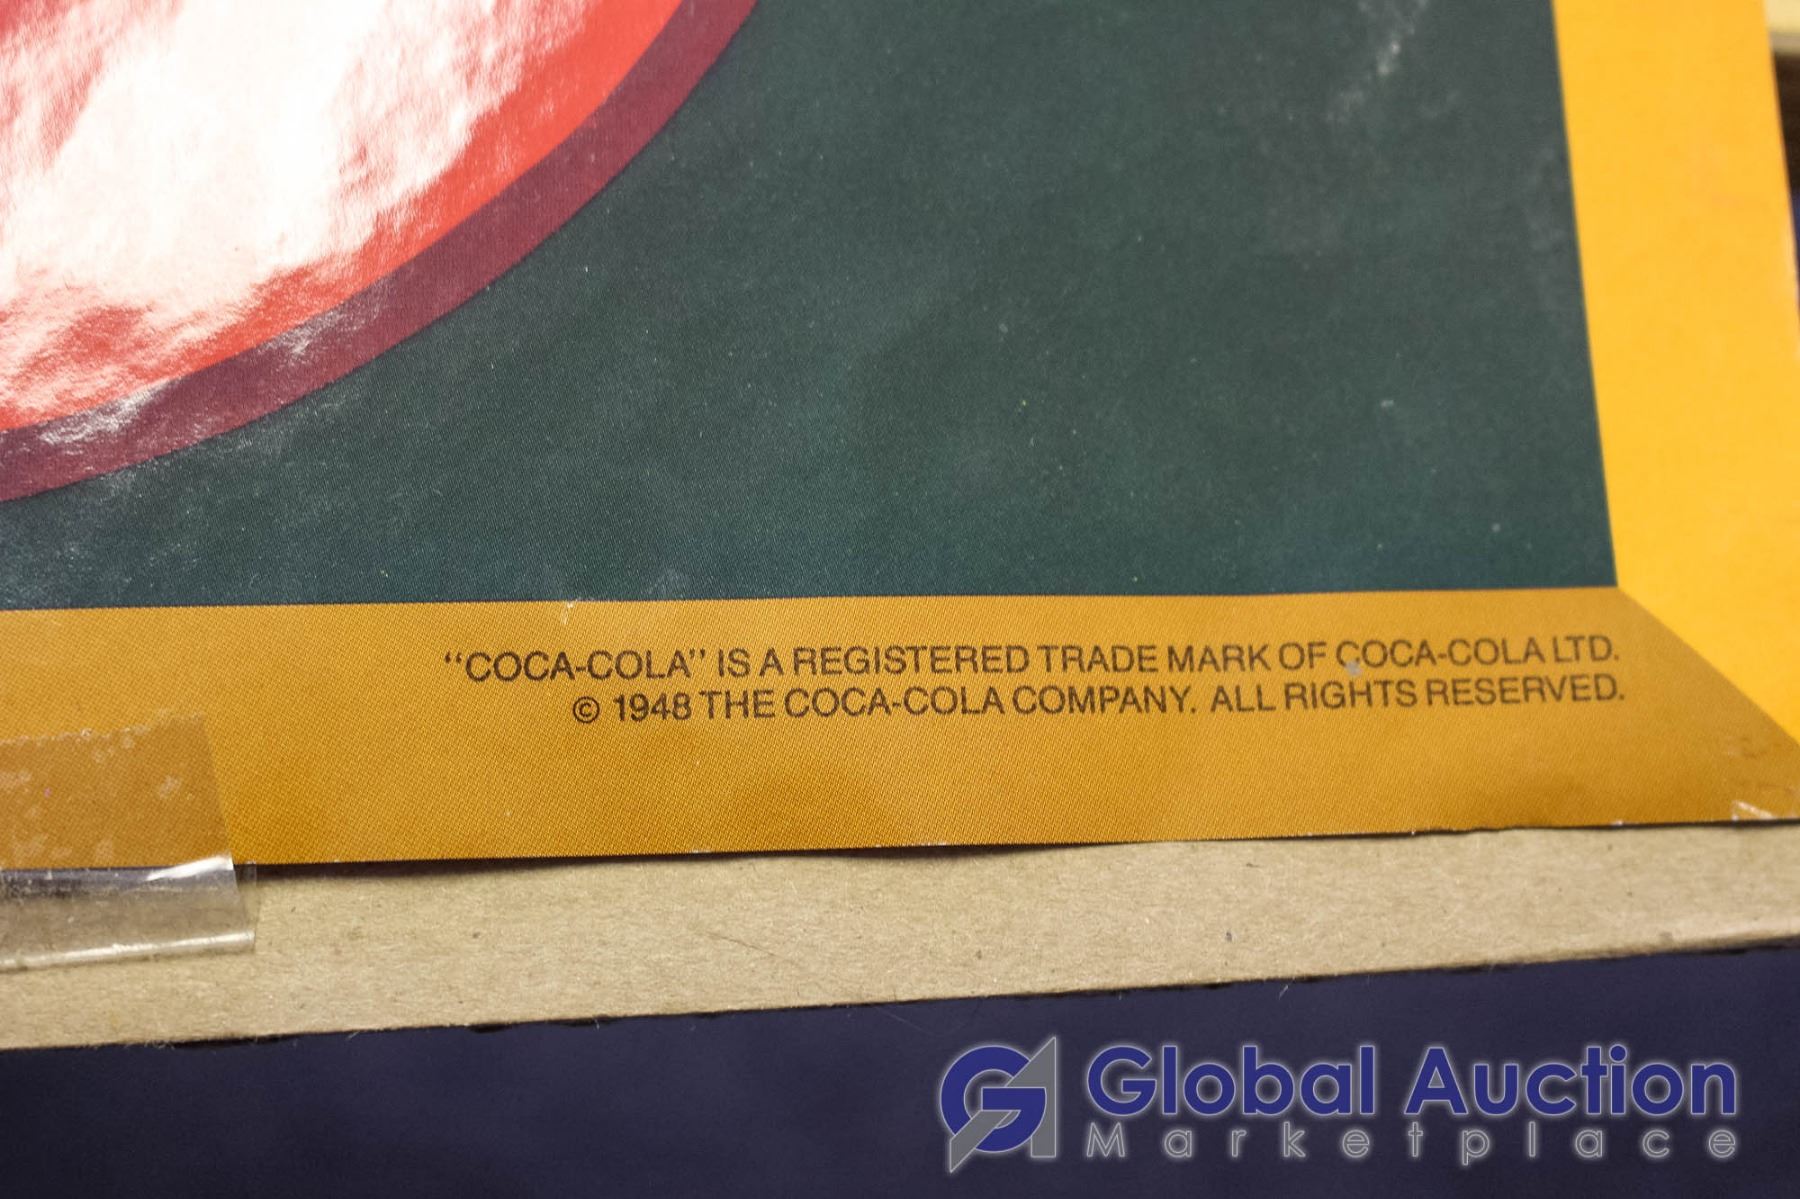 “COCA-COLA” IS A REGISTERED TRADE MARK OF COCA-COLA LTD.
© 1948 THE COCA-COLA COMPANY. ALL RIGHTS RESERVED.
Global Auction
Marketplace